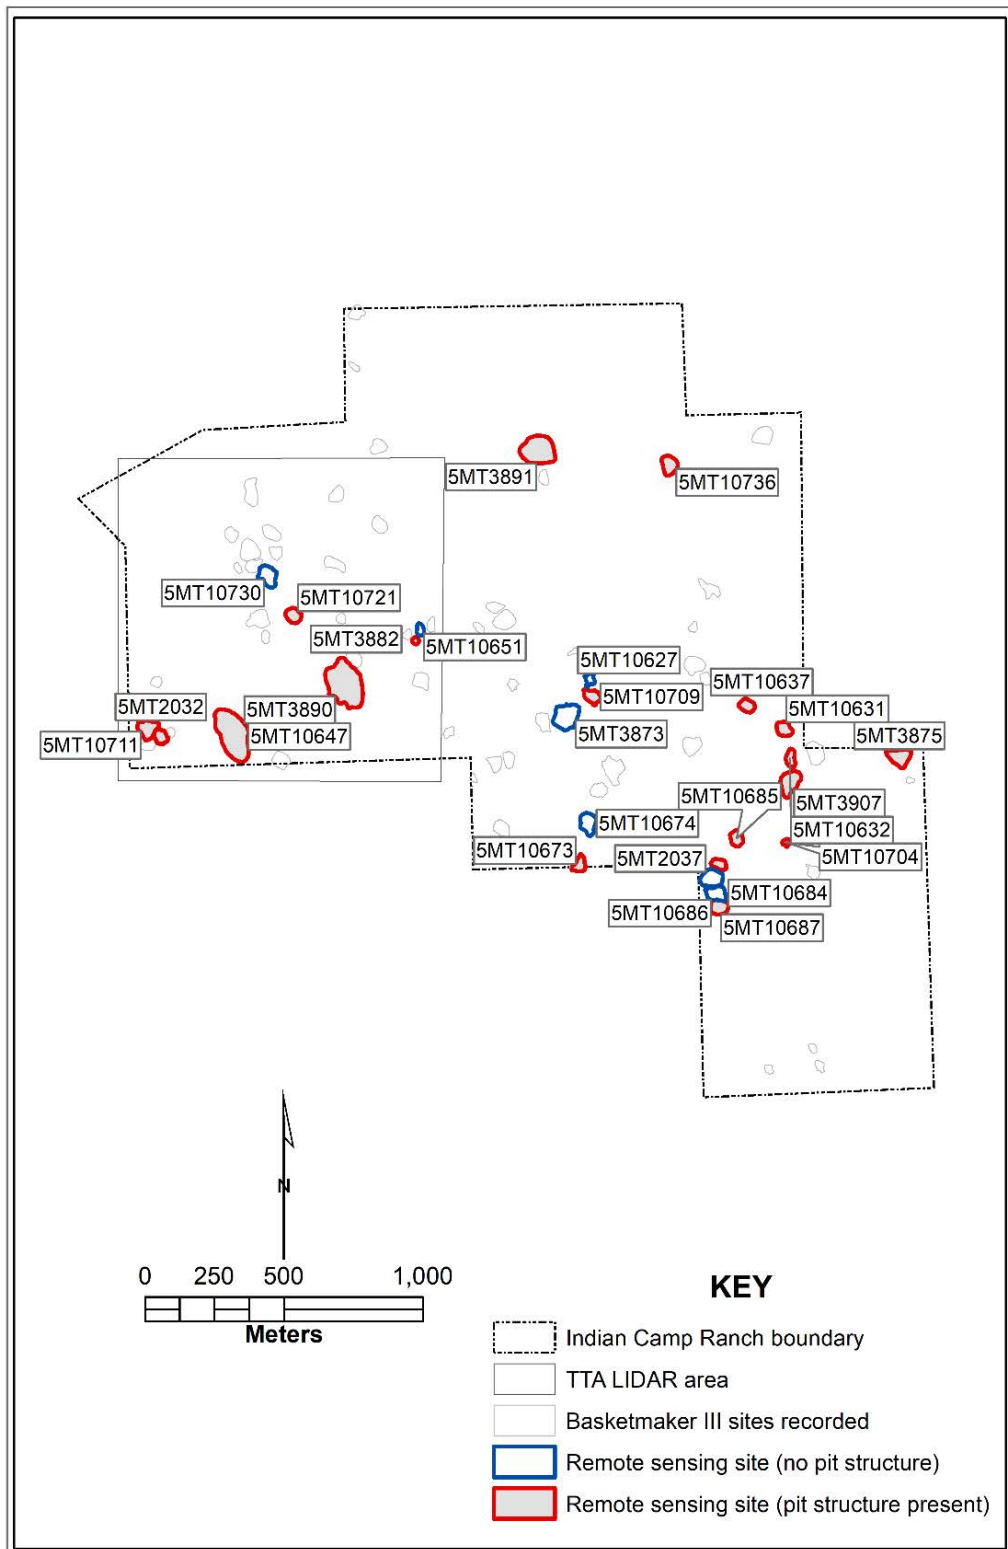 5MT3891
5MT10736
5MT10730
5MT10721
5MT3882
5MT10651
5MT10627
5MT10709
5MT10637
5MT2032
5MT3890
5MT10631
5MT10711
5MT10647
5MT3873
5MT3875
5MT10685
5MT3907
5MT10674
5MT10632
5MT10673
5MT2037
5MT10704
5MT10684
5MT10686
5MT10687
N
0 250 500 1,000
Meters
KEY
Indian Camp Ranch boundary
TTA LIDAR area
Basketmaker III sites recorded
Remote sensing site (no pit structure)
Remote sensing site (pit structure present)